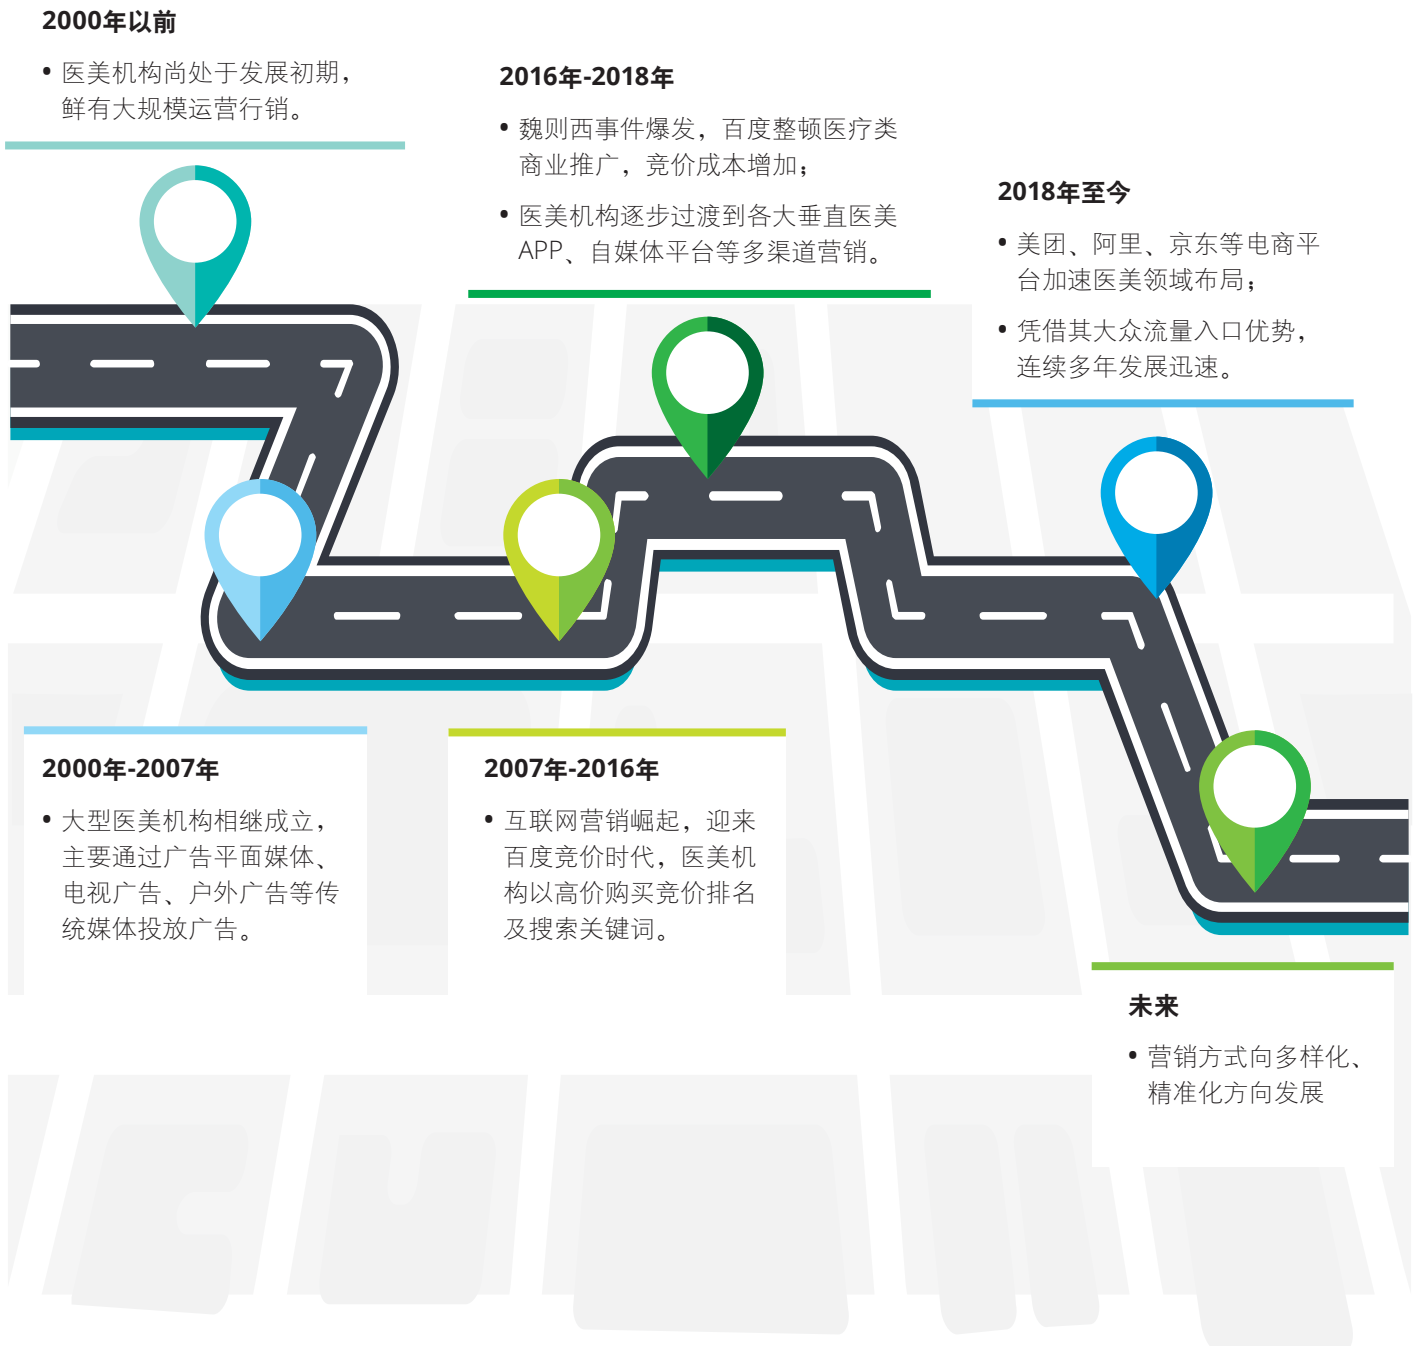 2000年以前
• 医美机构尚处于发展初期，
鲜有大规模运营行销。
2016年-2018年
• 魏则西事件爆发，百度整顿医疗类
商业推广，竞价成本增加；
• 医美机构逐步过渡到各大垂直医美
APP、自媒体平台等多渠道营销。
2018年至今
• 美团、阿里、京东等电商平
台加速医美领域布局；
• 凭借其大众流量入口优势，
连续多年发展迅速。
2000年-2007年
• 大型医美机构相继成立，
主要通过广告平面媒体、
电视广告、户外广告等传
统媒体投放广告。
2007年-2016年
• 互联网营销崛起，迎来
百度竞价时代，医美机
构以高价购买竞价排名
及搜索关键词。
未来
• 营销方式向多样化、
精准化方向发展